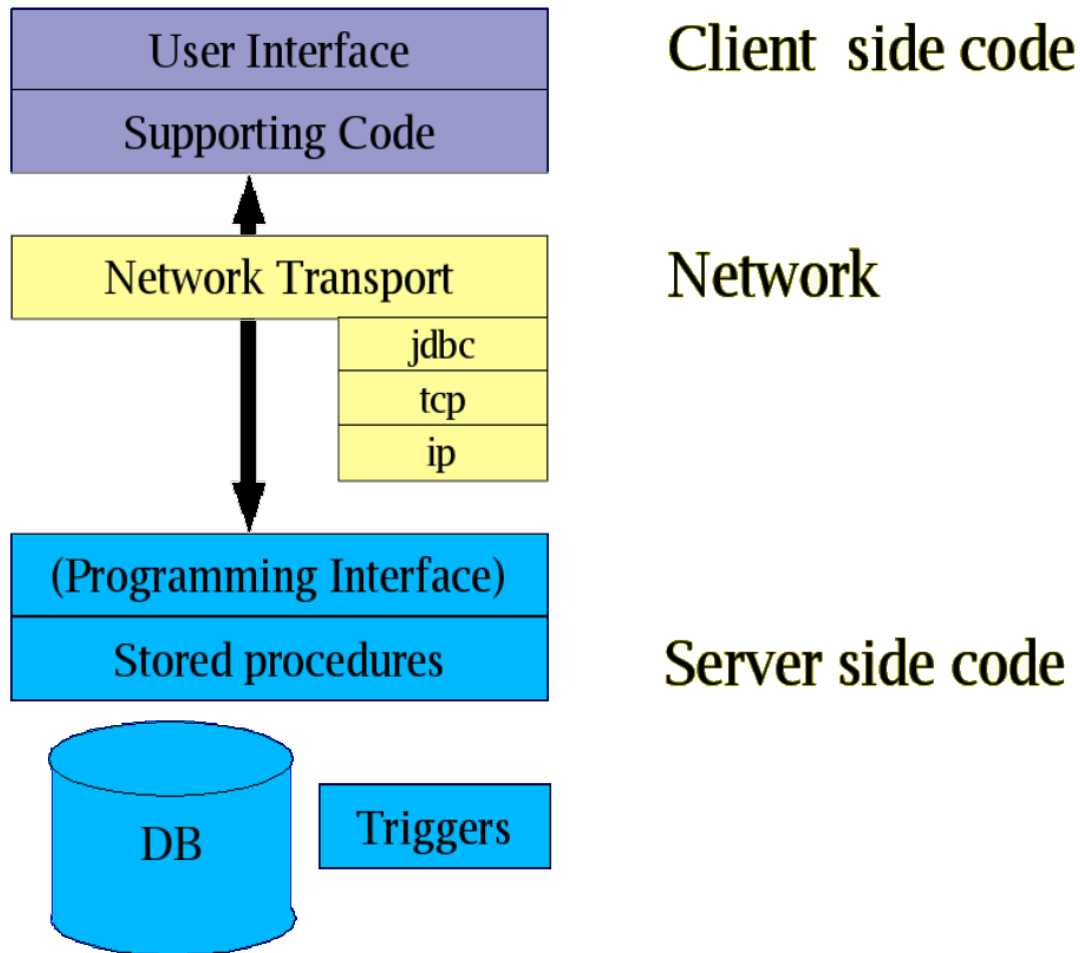 User Interface
Client side code
Supporting Code
Network Transport
Network
jdbc
tcp
ip
(Programming Interface)
Stored procedures
Server side code
DB
Triggers